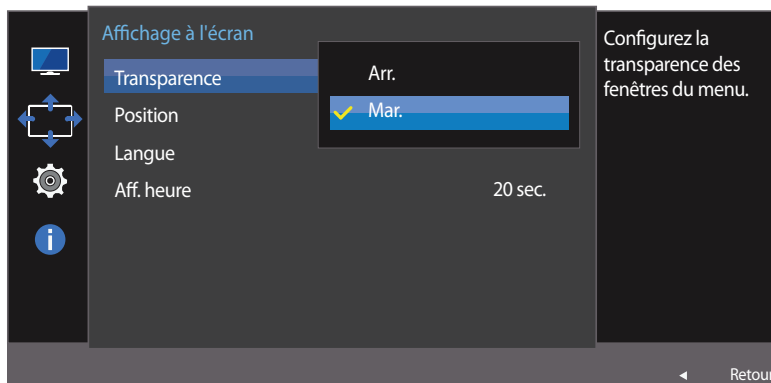 Affichage à l'écran
Transparence
Arr.
Mar.
Position
Langue
Aff. heure
20 sec.
Configurez la
transparence des
fenêtres du menu.
Retour